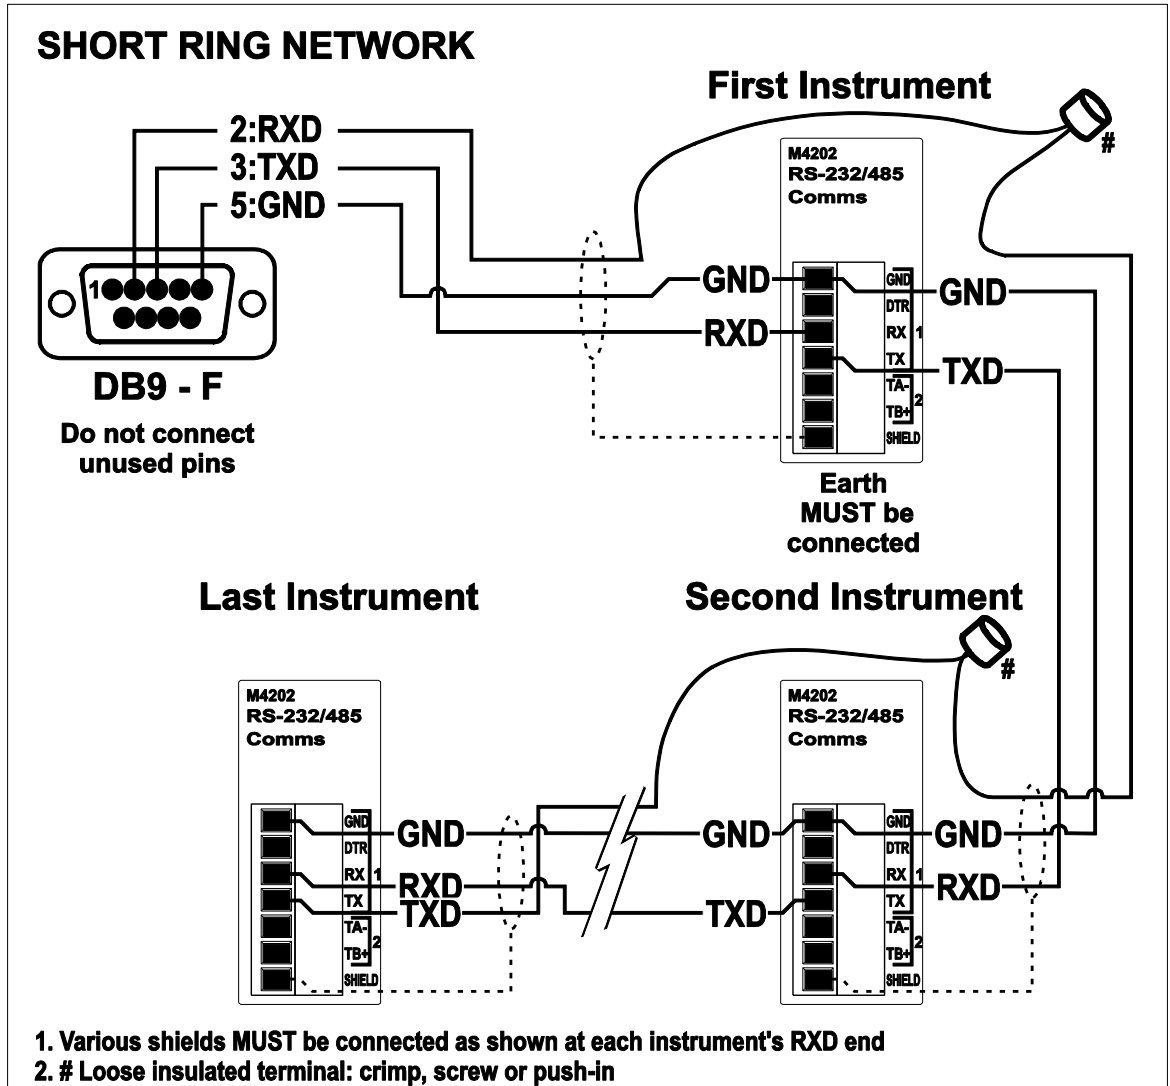 SHORT RING NETWORK
First Instrument
2:RXD
3:TXD
5:GND
#
M4202
RS-232/485
Comms
1
GND
RXD
GND
DTR
RX
TX
1
TA-
TB+
2
SHIELD
GND
TXD
DB9 - F
Do not connect
unused pins
Earth
MUST be
connected
Last Instrument
Second Instrument
#
M4202
RS-232/485
Comms
GND
DTR
RX
TX
1
TA-
TB+
2
SHIELD
GND
RXD
TXD
M4202
RS-232/485
Comms
GND
TXD
GND
DTR
RX
TX
1
TA-
TB+
2
SHIELD
GND
RXD
1. Various shields MUST be connected as shown at each instrument's RXD end
2. # Loose insulated terminal: crimp, screw or push-in